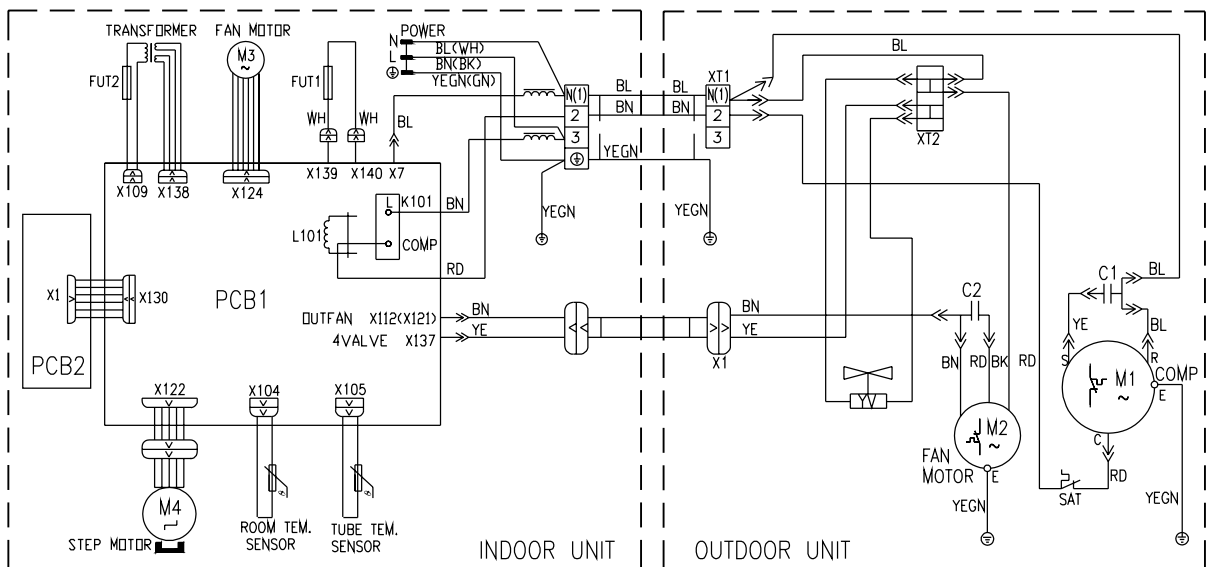 TRANSFORMER
FAN MOTOR
POWER
N
L
BL(WH)
BN(BK)
YEGN(GN)
M3
~
FUT2
FUT1
WH
WH
BL
X109
X138
X124
X139
X140
X7
N(1)
2
3
BL
BN
YEGN
YEGN
L
K101
BN
L101
COMP
RD
X1
X130
PCB1
PCB2
OUTFAN X112(X121)
BN
4VALVE X137
YE
X122
X104
X105
M4
STEP MOTOR
ROOM TEM.
SENSOR
TUBE TEM.
SENSOR
θ
θ
INDOOR UNIT
XT1
N(1)
2
3
BL
BN
YEGN
BL
XT2
X1
BN
YE
C2
BN
RD
BK
RD
YV
M2
~
FAN
MOTOR
E
YEGN
C1
BL
YE
BL
S
R
M1
~
COMP
E
C
RD
SAT
YEGN
OUTDOOR UNIT